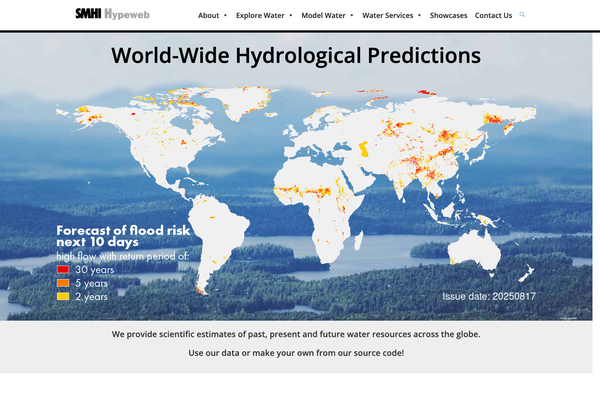 SMHI Hypeweb
About Explore Water Model Water Water Services Showcases Contact Us
World-Wide Hydrological Predictions
Forecast of flood risk
next 10 days
high flow with return period of:
30 years
5 years
2 years
Issue date: 20250817
We provide scientific estimates of past, present and future water resources across the globe.
Use our data or make your own from our source code!